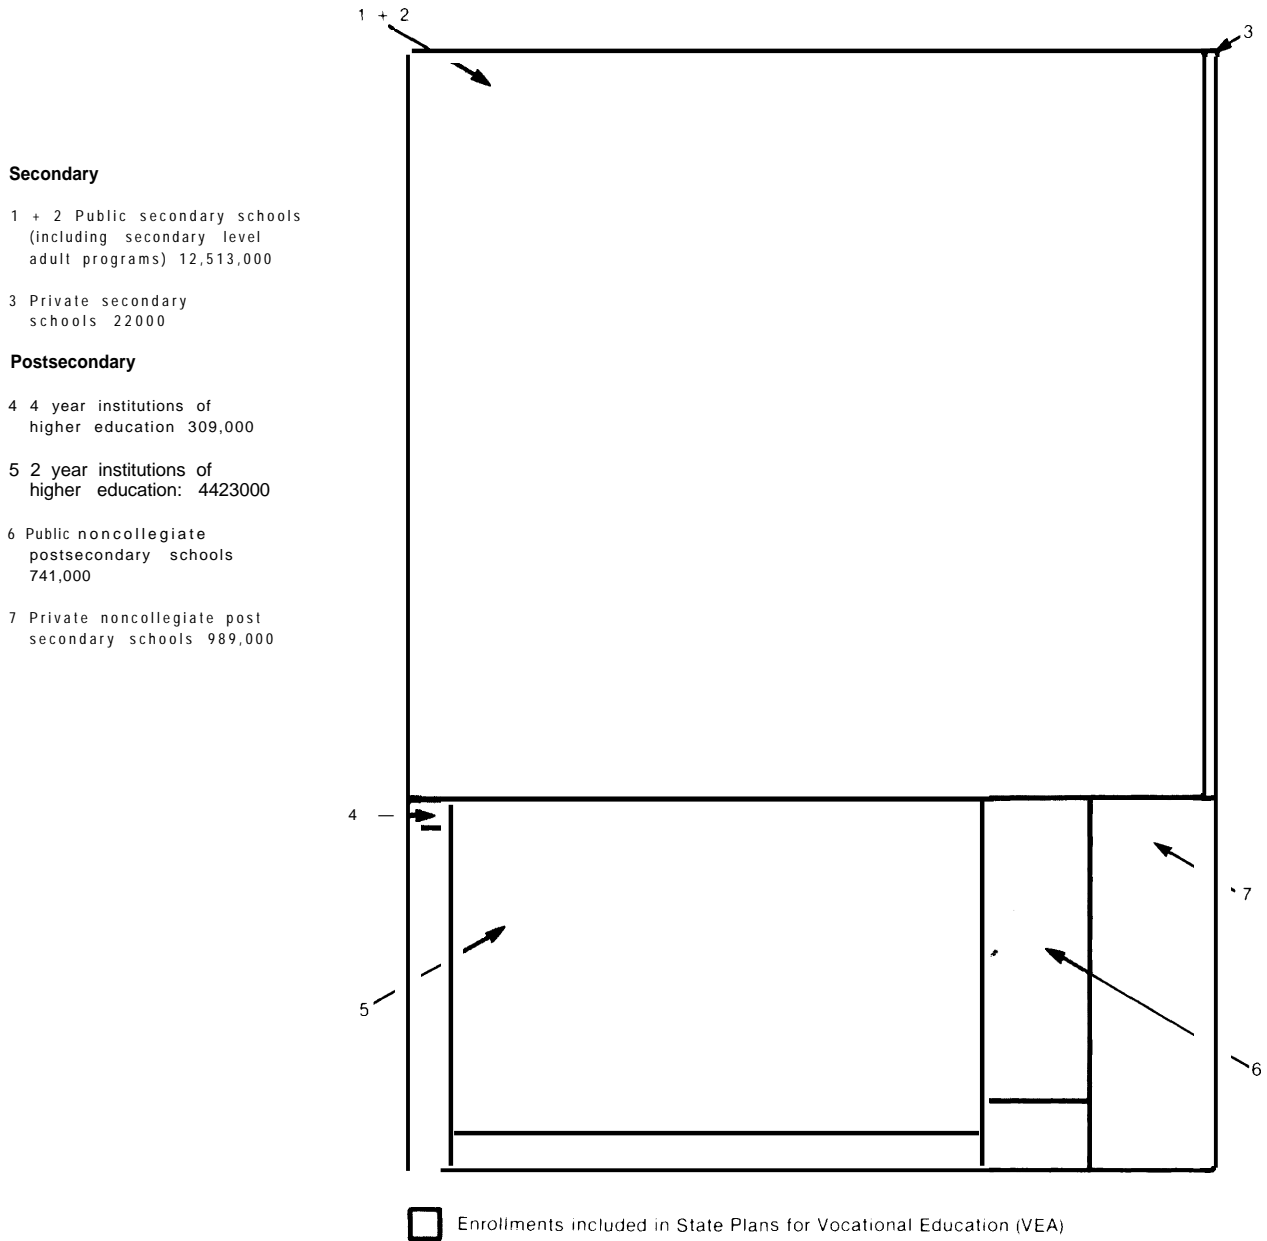 1 + 2
3
Secondary
1 + 2 Public secondary schools
(including secondary level
adult programs) 12,513,000
3 Private secondary
schools 22000
Postsecondary
4 4 year institutions of
higher education 309,000
5 2 year institutions of
higher education: 4423000
6 Public noncollegiate
postsecondary schools
741,000
7 Private noncollegiate post
secondary schools 989,000
4
7
5
6
Enrollments included in State Plans for Vocational Education (VEA)